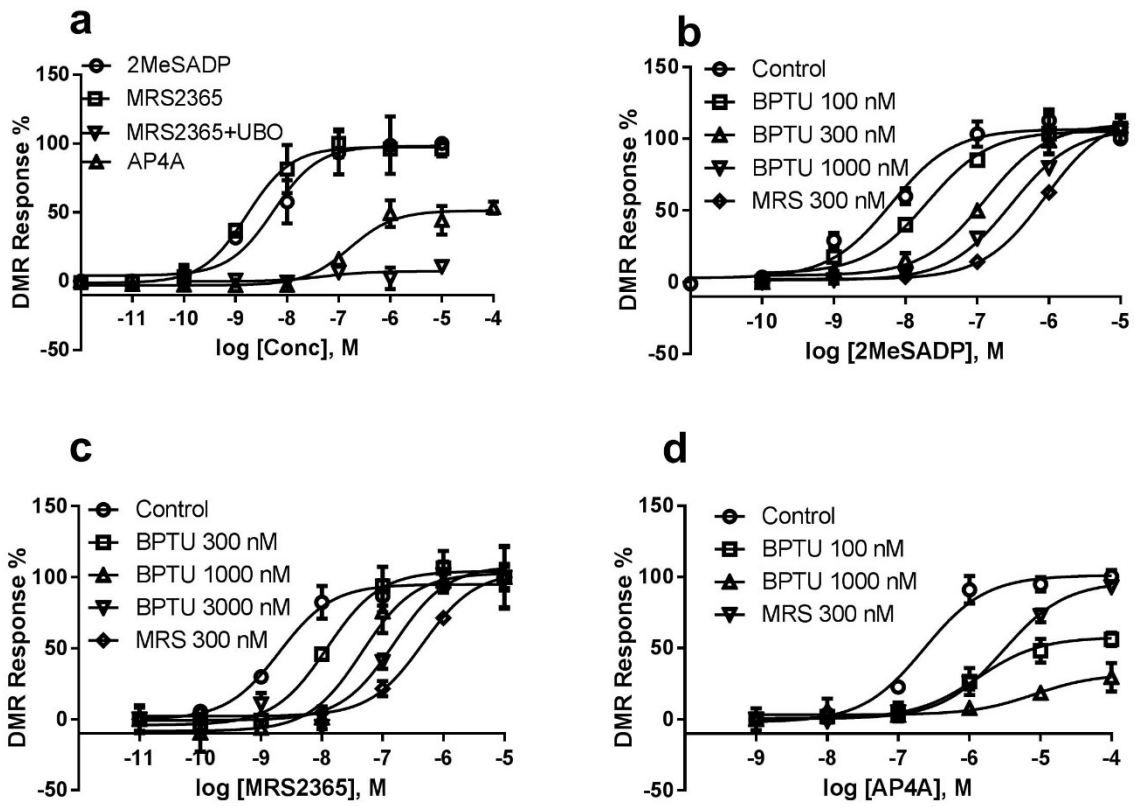 a
2MeSADP
MRS2365
MRS2365+UBO
AP4A
150
100
50
0
-50
DMR Response %
-11 -10 -9 -8 -7 -6 -5 -4
log [Conc], M
b
Control
BPTU 100 nM
BPTU 300 nM
BPTU 1000 nM
MRS 300 nM
150
100
50
0
-50
DMR Response %
-10 -9 -8 -7 -6 -5
log [2MeSADP], M
c
Control
BPTU 300 nM
BPTU 1000 nM
BPTU 3000 nM
MRS 300 nM
150
100
50
0
-50
DMR Response %
-11 -10 -9 -8 -7 -6 -5
log [MRS2365], M
d
Control
BPTU 100 nM
BPTU 1000 nM
MRS 300 nM
150
100
50
0
-50
DMR Response %
-9 -8 -7 -6 -5 -4
log [AP4A], M